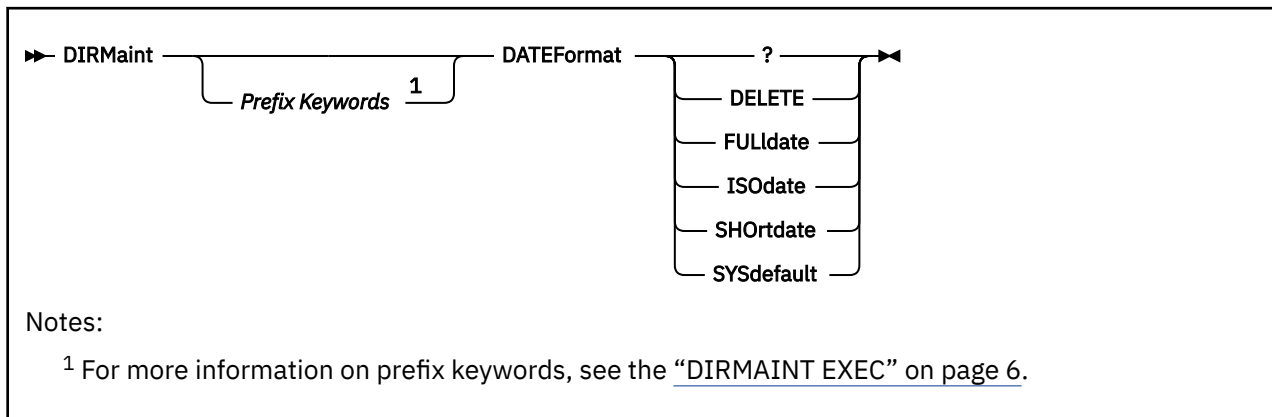 DIRMaint
Prefix Keywords 1
DATEFormat
?
DELETE
FULldate
ISOdate
SHOrtdate
SYSdefault
Notes:
1 For more information on prefix keywords, see the “DIRMAINT EXEC” on page 6.